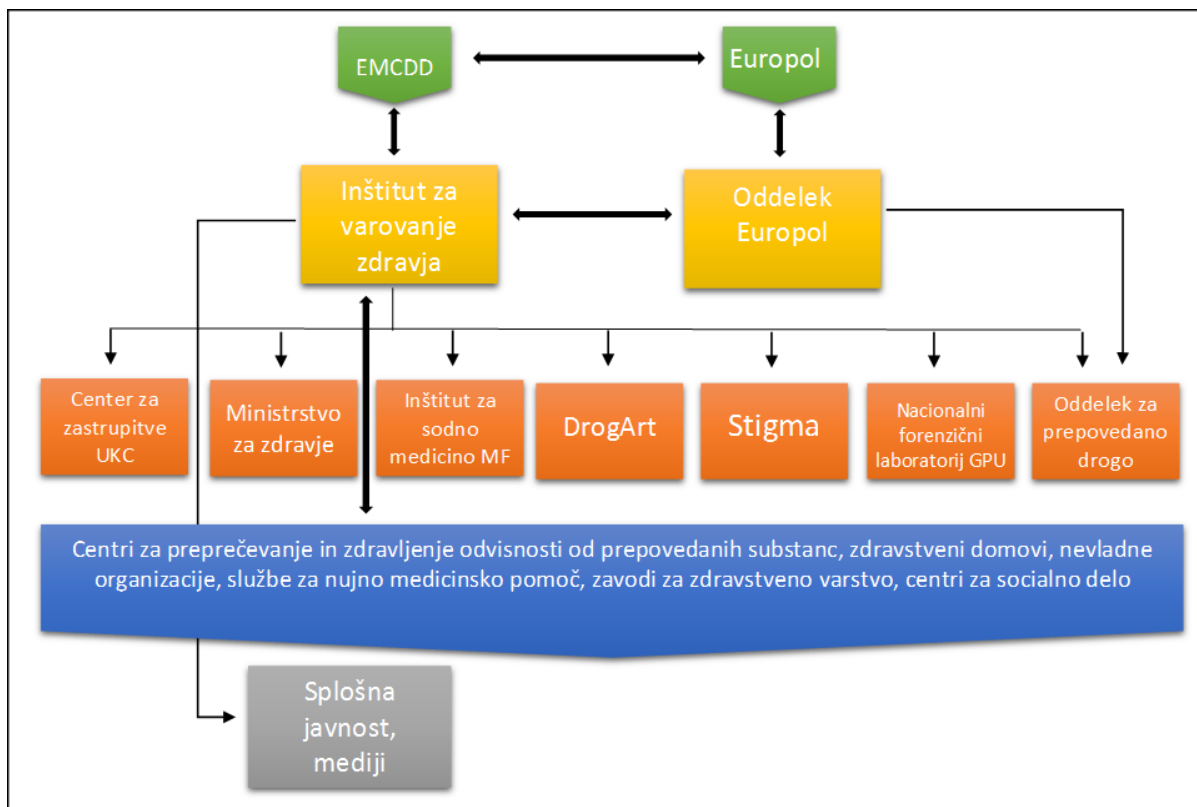 EMCDD
Europol
Inštitut za
varovanje
zdravja
Oddelek
Europol
Center za
zastrupitve
UKC
Ministrstvo
za zdravje
Inštitut za
sodno
medicino MF
DrogArt
Stigma
Nacionalni
forenzični
laboratorij GPU
Oddelek za
prepovedano
drogo
Centri za preprečevanje in zdravljenje odvisnosti od prepovedanih substanc, zdravstveni domovi, nevladne
organizacije, službe za nujno medicinsko pomoč, zavodi za zdravstveno varstvo, centri za socialno delo
Splošna
javnost,
mediji